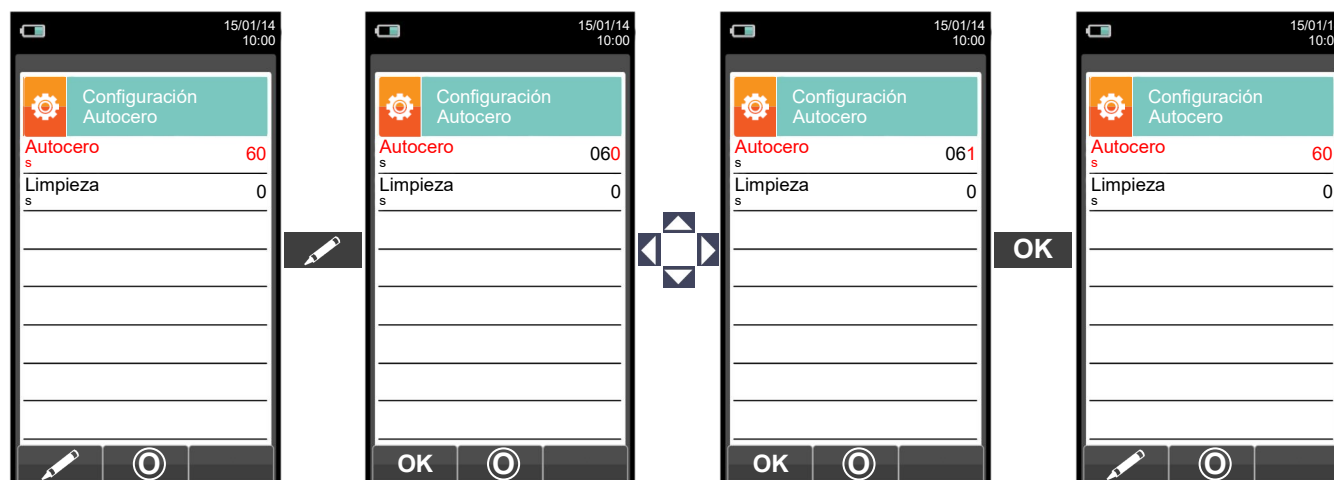 15/01/14
10:00
Configuración
Autocero
Autocero
s
60
Limpieza
s
0
15/01/14
10:00
Configuración
Autocero
Autocero
s
060
Limpieza
s
0
OK
15/01/14
10:00
Configuración
Autocero
Autocero
s
061
Limpieza
s
0
OK
OK
15/01/1
10:0
Configuración
Autocero
Autocero
s
60
Limpieza
s
0